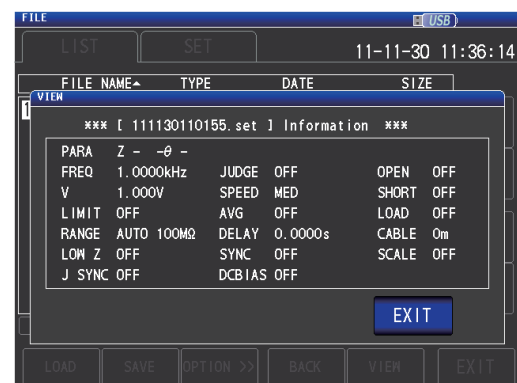 FILE
USB
LIST SET 11-11-30 11:36:14
FILE NAME TYPE DATE SIZE
VIEW
1
*** [ 111130110155.set ] Information ***
PARA Z - -θ -
FREQ 1.0000kHz JUDGE OFF OPEN OFF
V 1.000V SPEED MED SHORT OFF
LIMIT OFF AVG OFF LOAD OFF
RANGE AUTO 100MΩ DELAY 0.0000s CABLE 0m
LOW Z OFF SYNC OFF SCALE OFF
J SYNC OFF DCBIAS OFF
EXIT
LOAD SAVE OPTION >> BACK VIEW EXIT